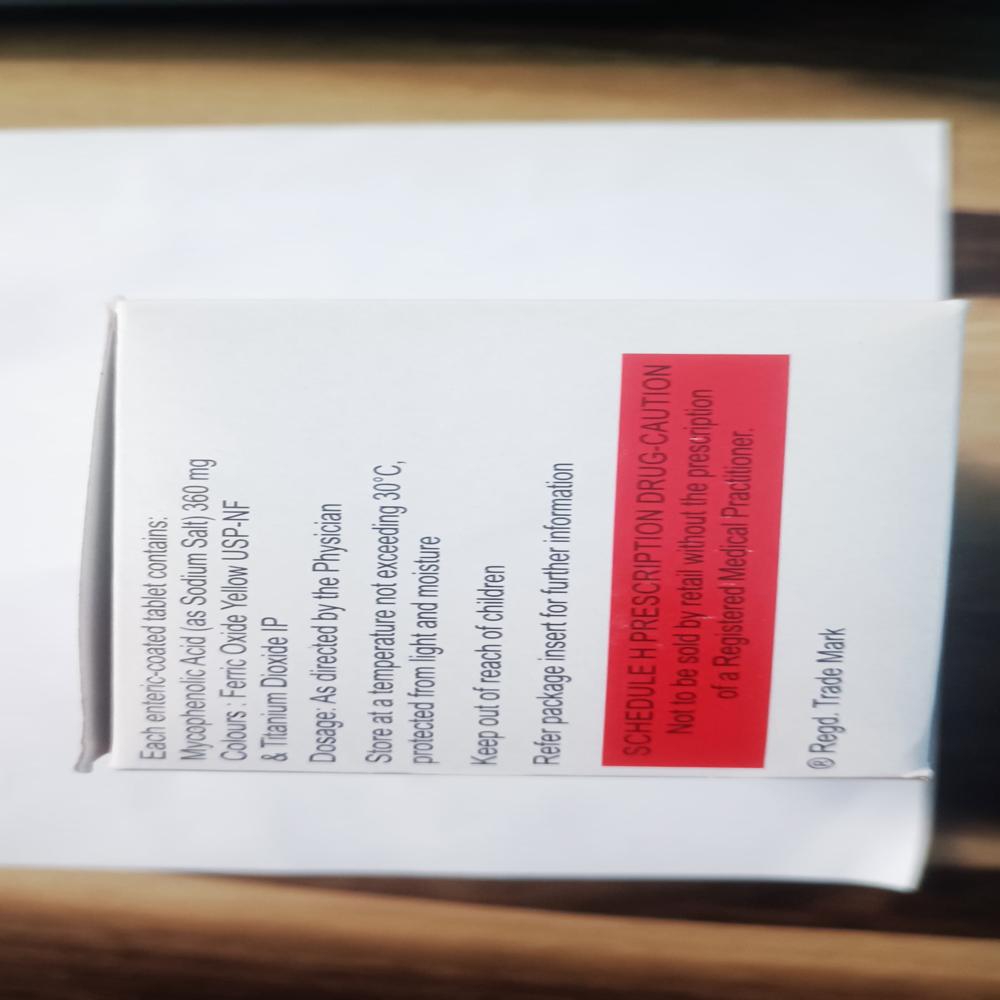 Each enteric-coated tablet contains:
Mycophenolic Acid (as Sodium Salt) 360 mg
Colours : Ferric Oxide Yellow USP-NF
& Titanium Dioxide IP
Dosage: As directed by the Physician
Store at a temperature not exceeding 30°C,
protected from light and moisture
Keep out of reach of children
Refer package insert for further information
SCHEDULE H PRESCRIPTION DRUG-CAUTION
Not to be sold by retail without the prescription
of a Registered Medical Practitioner.
® Regd. Trade Mark